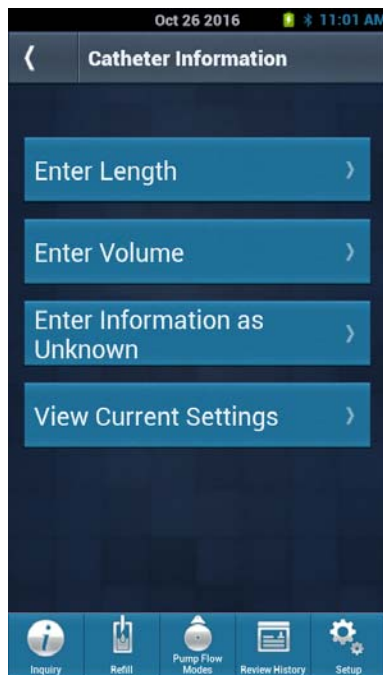 Oct 26 2016 11:01 AM
Catheter Information
Enter Length
Enter Volume
Enter Information as
Unknown
View Current Settings
Inquiry
Refill
Pump Flow
Modes
Review History
Setup